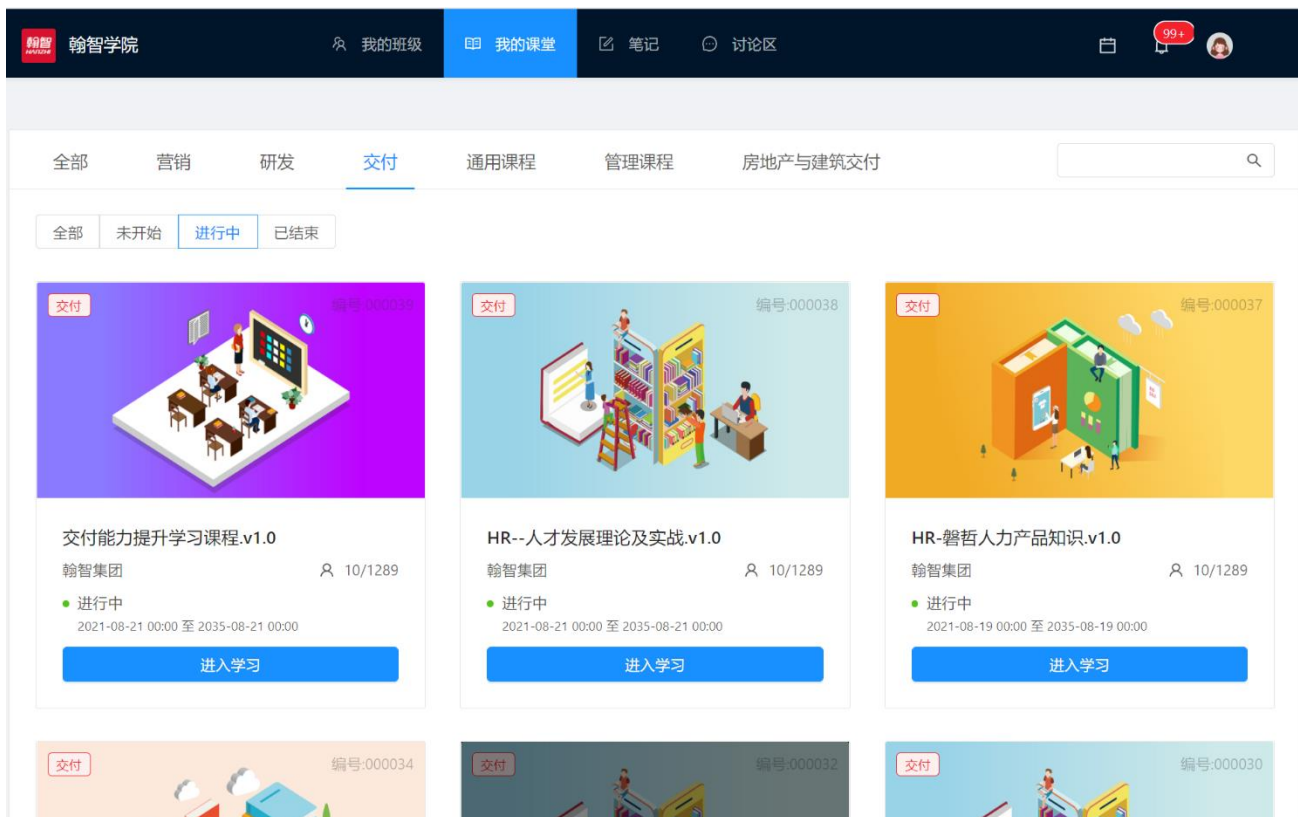 翰智 HANZHI 翰智学院 我的班级 我的课堂 笔记 讨论区 99+
全部 营销 研发 交付 通用课程 管理课程 房地产与建筑交付
全部 未开始 进行中 已结束
交付 编号:000039
交付 编号:000038
交付 编号:000037
交付能力提升学习课程.v1.0
翰智集团 10/1289
进行中
2021-08-21 00:00 至 2035-08-21 00:00
进入学习
HR--人才发展理论及实战.v1.0
翰智集团 10/1289
进行中
2021-08-21 00:00 至 2035-08-21 00:00
进入学习
HR-磐哲人力产品知识.v1.0
翰智集团 10/1289
进行中
2021-08-19 00:00 至 2035-08-19 00:00
进入学习
交付 编号:000034
交付 编号:000032
交付 编号:000030